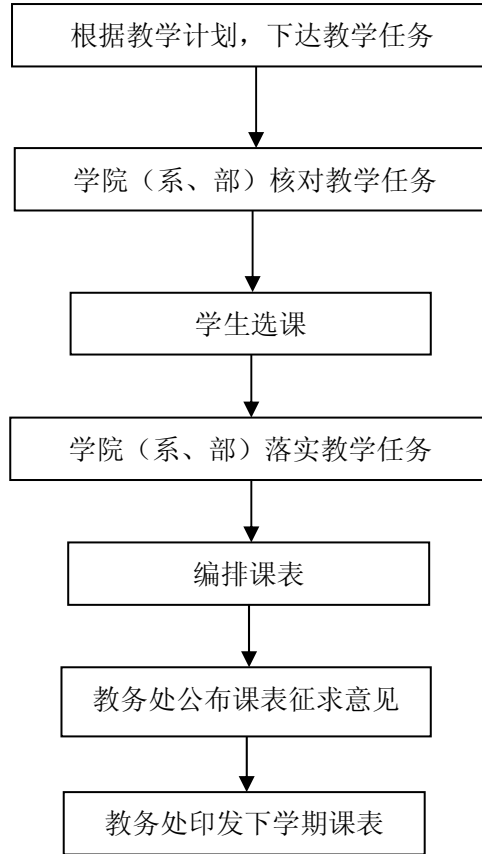 根据教学计划，下达教学任务
学院（系、部）核对教学任务
学生选课
学院（系、部）落实教学任务
编排课表
教务处公布课表征求意见
教务处印发下学期课表